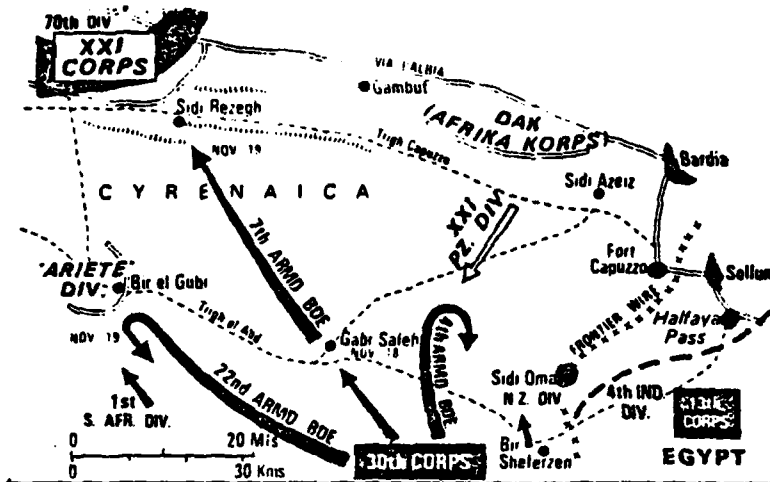 70th DIV
XXI
CORPS
VIA BALBIA
Gambut
DAK
(AFRIKA KORPS)
Sidi Rezegh
NOV 19
Trigh Capuzzo
Bardia
Sidi Azeiz
CYRENAICA
XXI
PZ. DIV.
7th ARMD BDE
Fort
Capuzzo
Sollum
"ARIETE"
DIV.
Bir el Gubi
Trigh el Abd
FRONTIER WIRE
Halfaya
Pass
Gabr Saleh
NOV 18
4th ARMD BDE
NOV 19
22nd ARMD BDE
Sidi Omar
N.Z. DIV
4th IND.
DIV.
1st
S. AFR. DIV.
13th
CORPS
EGYPT
0 20 Mls
0 30 Kms
30th CORPS
Bir
Sheferzen